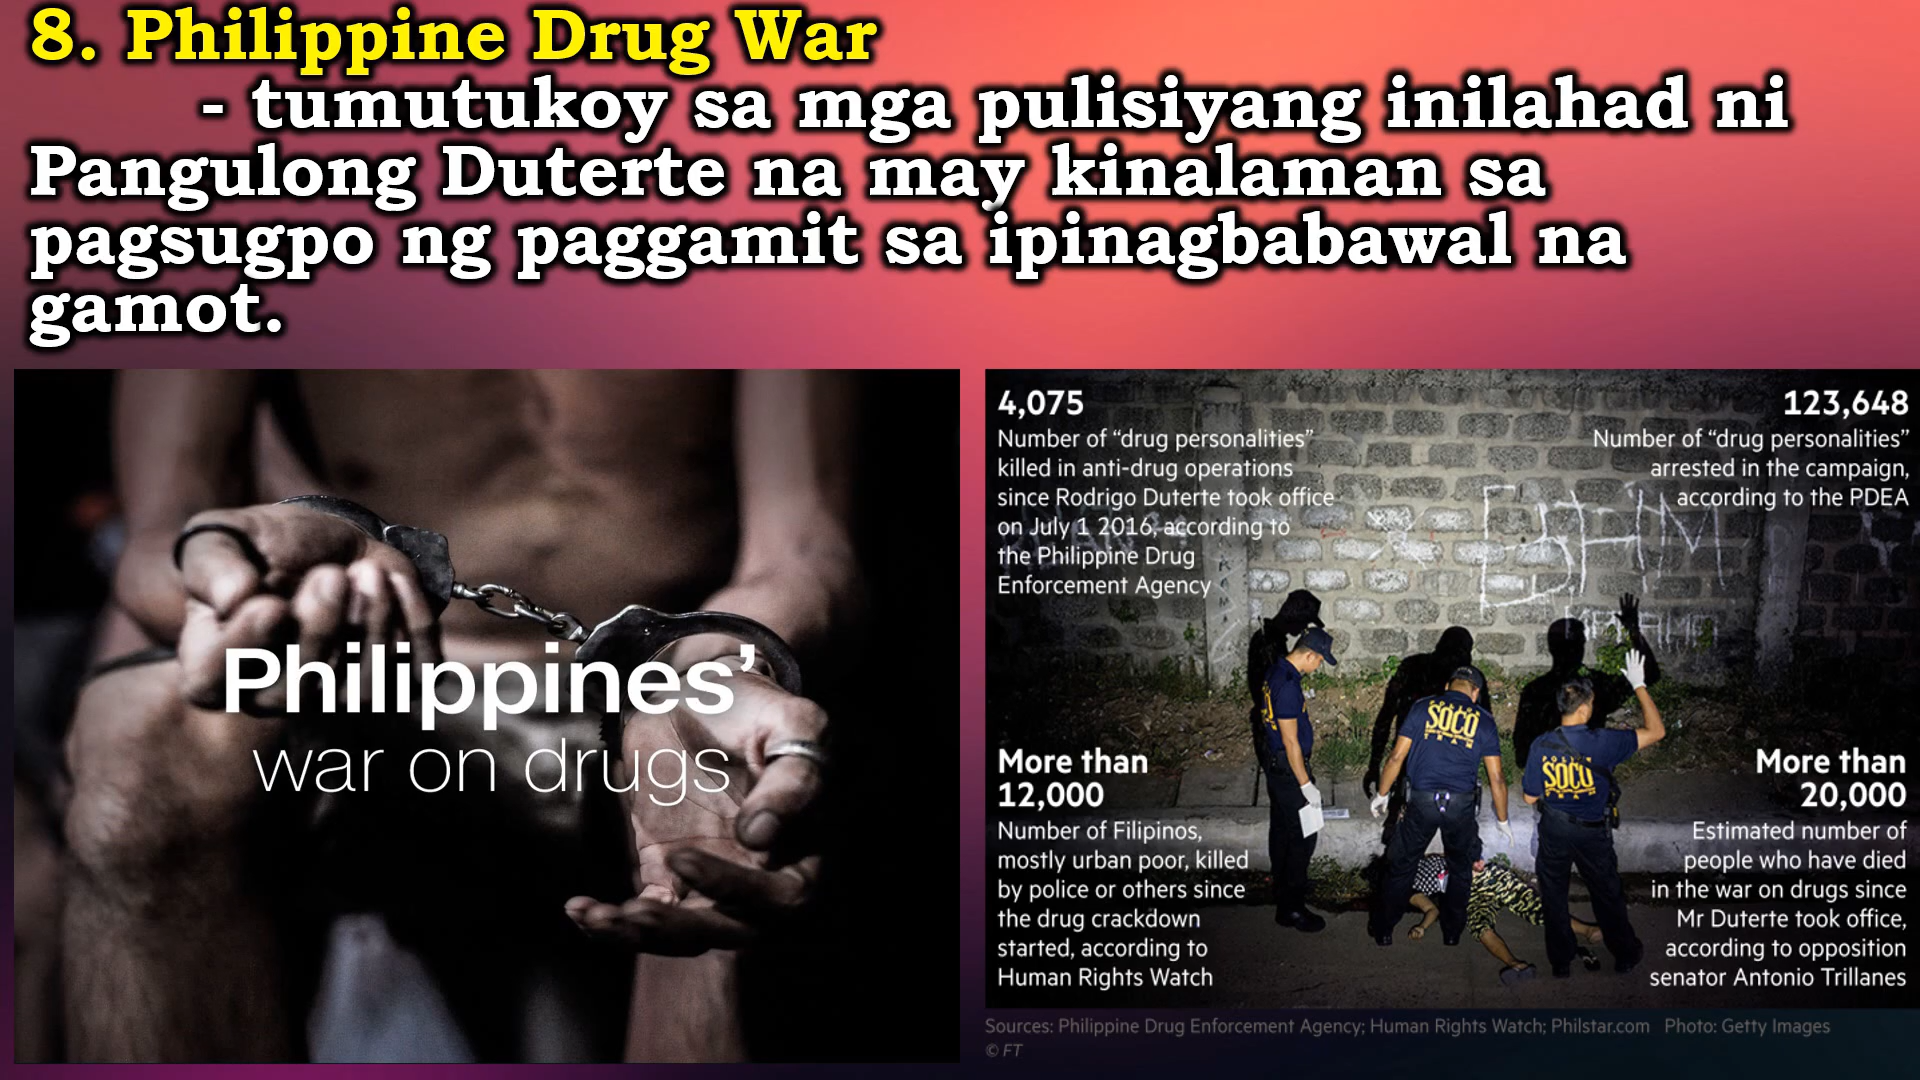 8. Philippine Drug War
- tumutukoy sa mga pulisiyang inilahad ni
Pangulong Duterte na may kinalaman sa
pagsugpo ng paggamit sa ipinagbabawal na
gamot.
Philippines’
war on drugs
4,075
Number of “drug personalities”
killed in anti-drug operations
since Rodrigo Duterte took office
on July 1 2016, according to
the Philippine Drug
Enforcement Agency
123,648
Number of “drug personalities”
arrested in the campaign,
according to the PDEA
More than
12,000
Number of Filipinos,
mostly urban poor, killed
by police or others since
the drug crackdown
started, according to
Human Rights Watch
More than
20,000
Estimated number of
people who have died
in the war on drugs since
Mr Duterte took office,
according to opposition
senator Antonio Trillanes
SOCO
TEAM
SOCO
Sources: Philippine Drug Enforcement Agency; Human Rights Watch; Philstar.com Photo: Getty Images
© FT